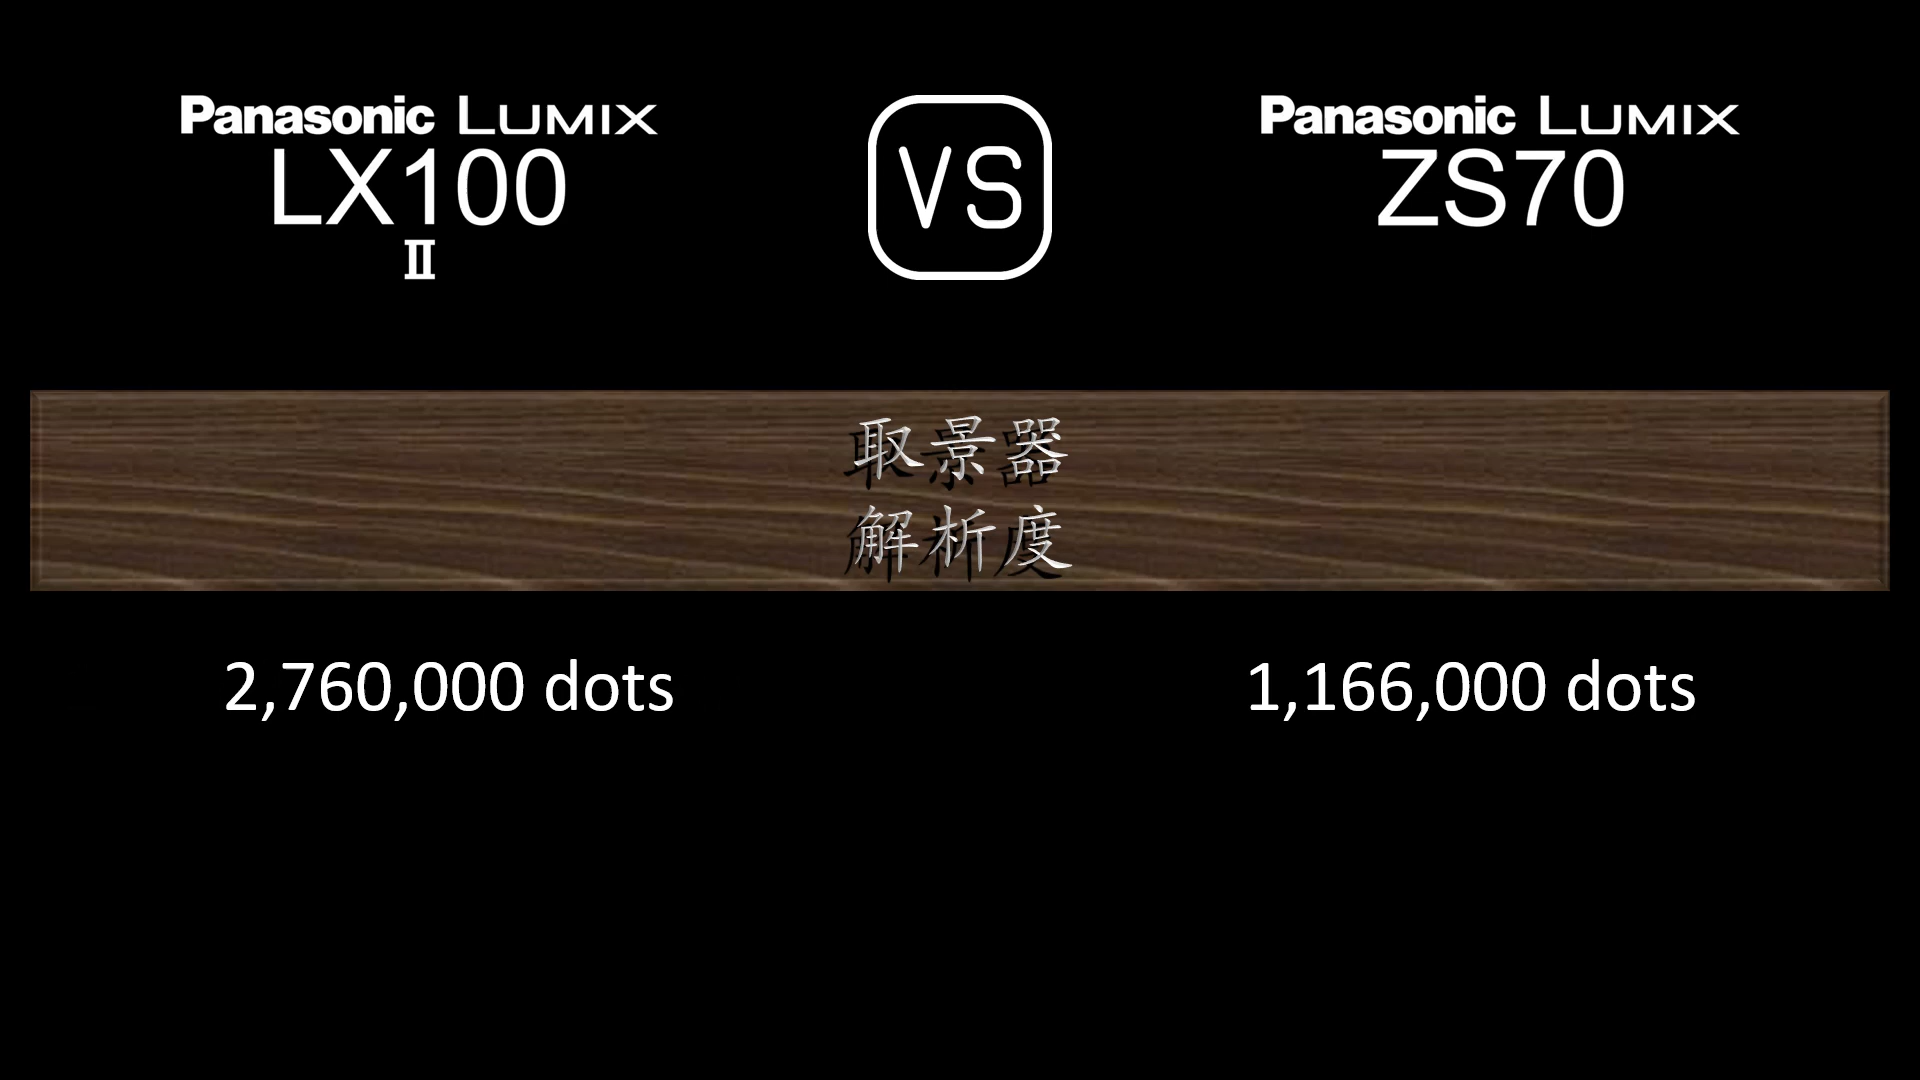 Panasonic LUMIX
LX100
II
VS
Panasonic LUMIX
ZS70
取景器
解析度
2,760,000 dots
1,166,000 dots